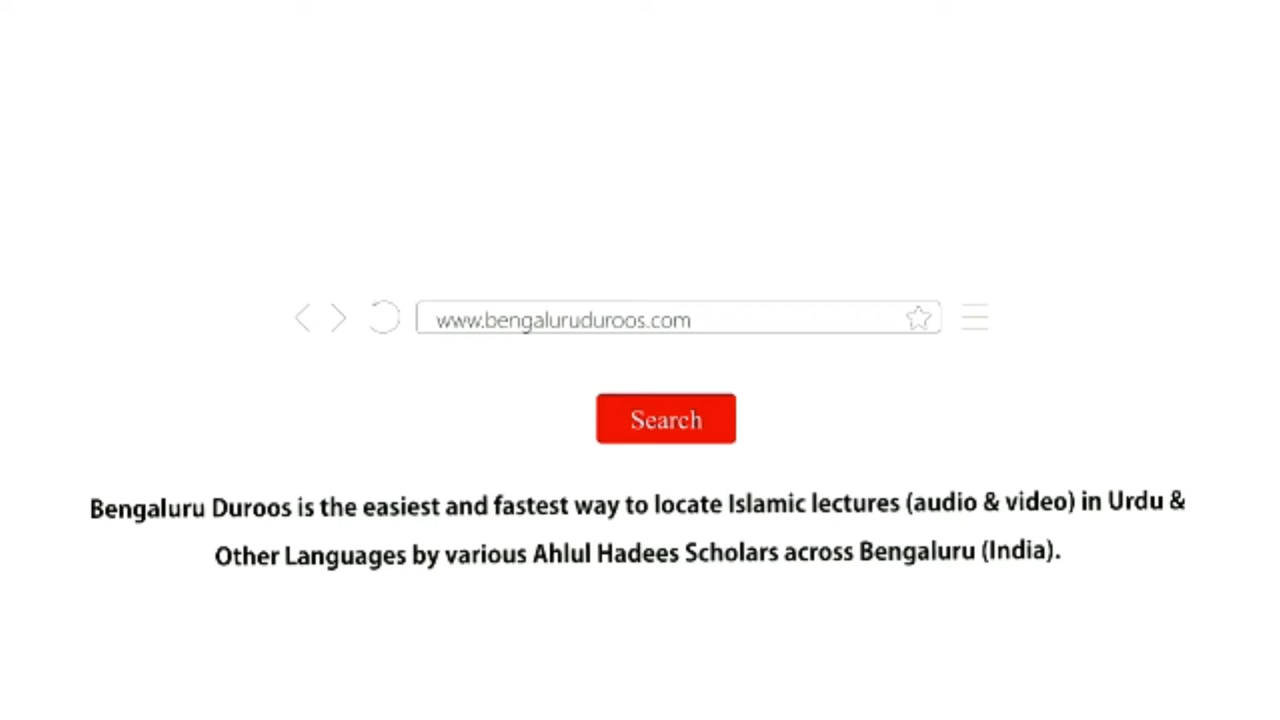 www.bengaluruduroos.com
Search
Bengaluru Duroos is the easiest and fastest way to locate Islamic lectures (audio & video) in Urdu &
Other Languages by various Ahlul Hadees Scholars across Bengaluru (India).